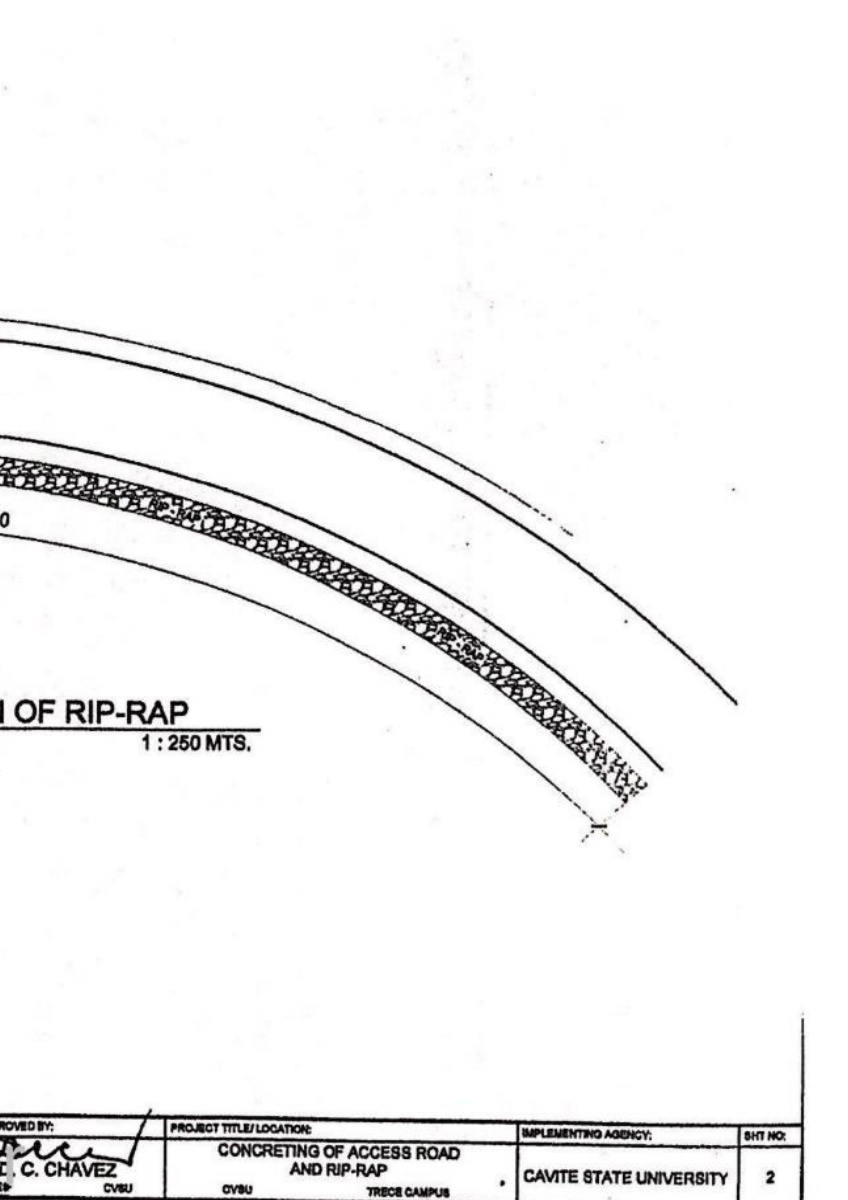 0
RIP - RAP
RIP - RAP
OF RIP-RAP
1 : 250 MTS.
ROVED BY:
C. CHAVEZ
CVSU
PROJECT TITLE/ LOCATION:
CONCRETING OF ACCESS ROAD
AND RIP-RAP
CVSU TRECE CAMPUS
IMPLEMENTING AGENCY:
CAVITE STATE UNIVERSITY
SHT NO:
2